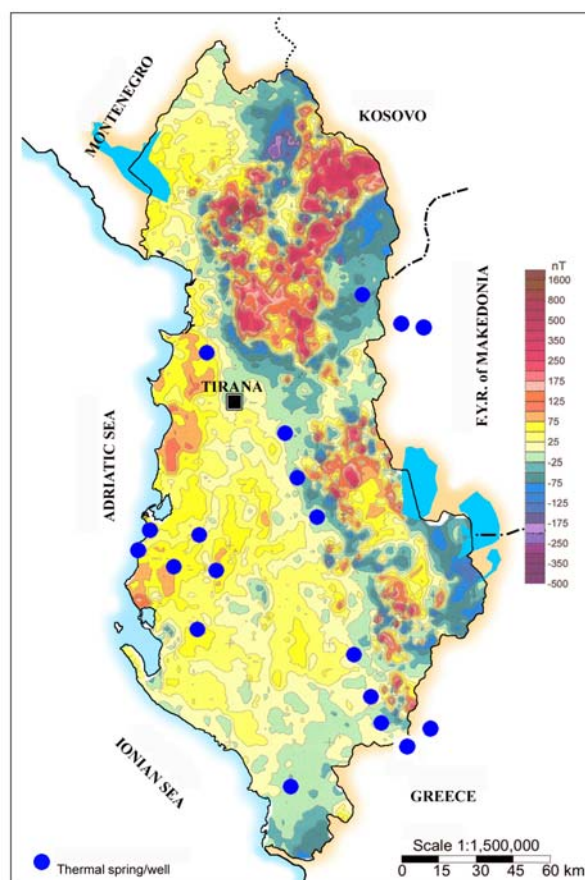 MONTENEGRO
KOSOVO
F.Y.R. of MAKEDONIA
TIRANA
ADRIATIC SEA
IONIAN SEA
GREECE
nT
1600
800
500
250
175
125
75
25
-25
-75
-125
-175
-250
-350
-500
Thermal spring/well
Scale 1:1,500,000
0 15 30 45 60 km